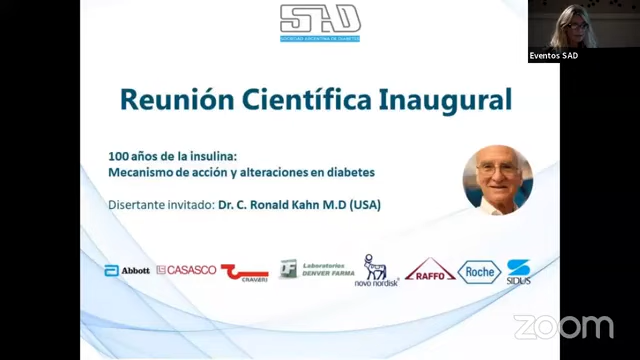 SAD
SOCIEDAD ARGENTINA DE DIABETES
Eventos SAD
Reunión Científica Inaugural
100 años de la insulina:
Mecanismo de acción y alteraciones en diabetes
Disertante invitado: Dr. C. Ronald Kahn M.D (USA)
Abbott
CASASCO
CRAVERI
DF
Laboratorios
DENVER FARMA
novo nordisk
RAFFO
Roche
SIDUS
zoom